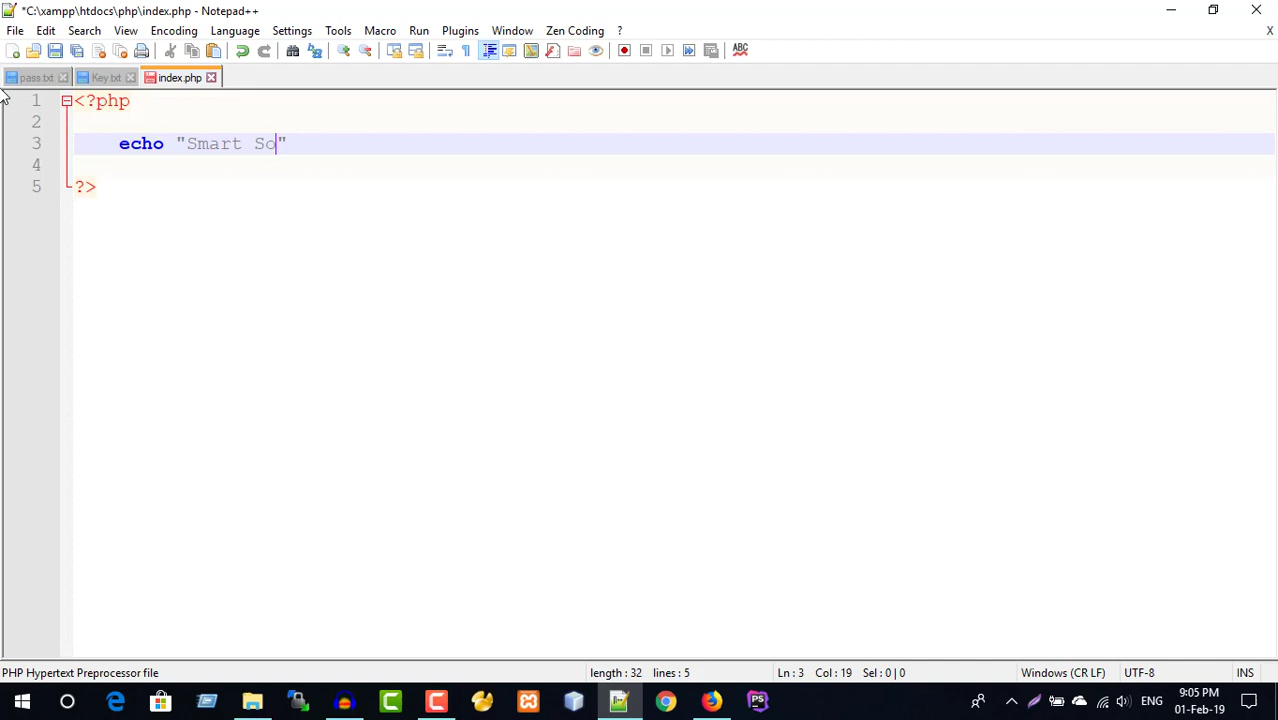 *C:\xampp\htdocs\php\index.php - Notepad++
File Edit Search View Encoding Language Settings Tools Macro Run Plugins Window Zen Coding ? X
ABC
pass.txt Key.txt index.php
1 <?php
2
3 echo "Smart So"
4
5 ?>
PHP Hypertext Preprocessor file length : 32 lines : 5 Ln : 3 Col : 19 Sel : 0 | 0 Windows (CR LF) UTF-8 INS
ENG 9:05 PM
01-Feb-19